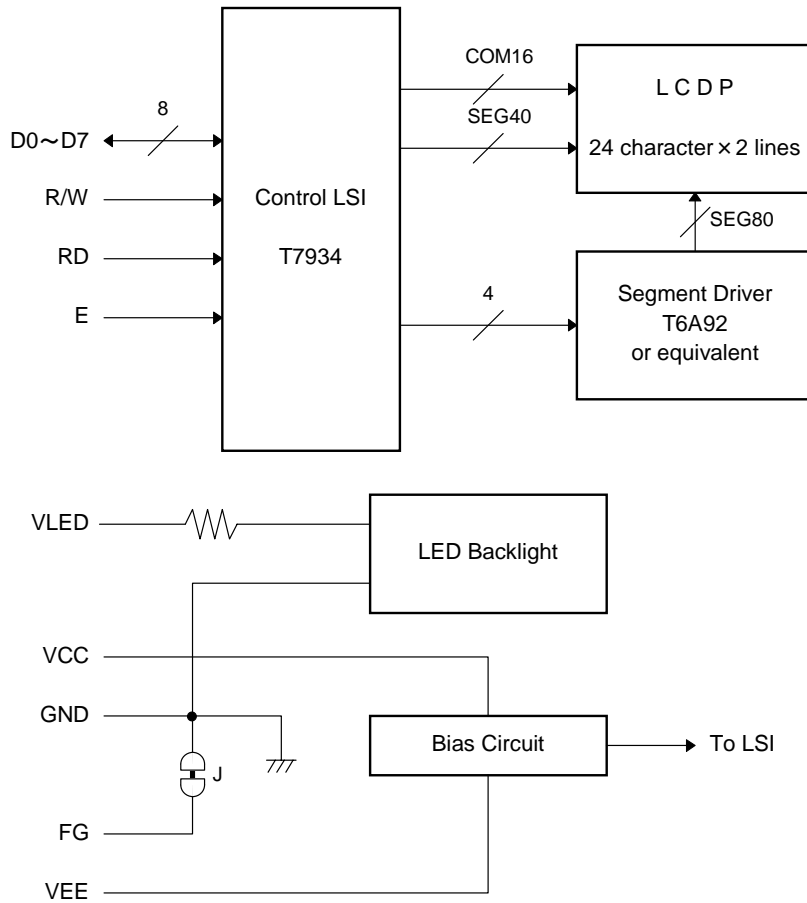 COM16
L C D P
8
SEG40
D0～D7
24 character × 2 lines
R/W
Control LSI
SEG80
RD
T7934
4
Segment Driver
E
T6A92
or equivalent
VLED
LED Backlight
VCC
GND
Bias Circuit
To LSI
J
FG
VEE